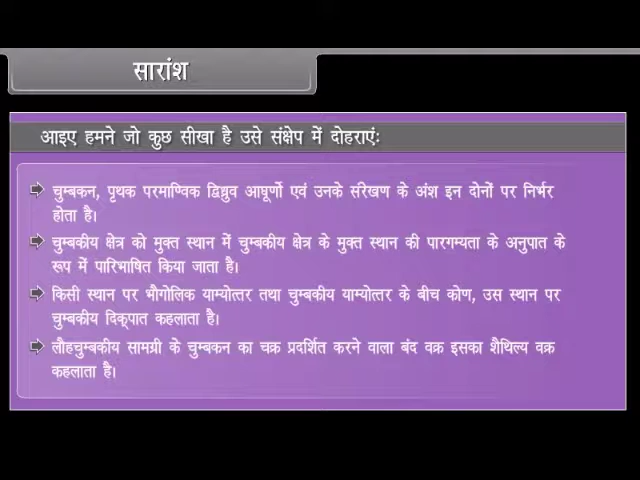 सारांश
आइए हमने जो कुछ सीखा है उसे संक्षेप में दोहराएंः
चुम्बकन, पृथक परमाण्विक द्विध्रुव आघूर्णो एवं उनके संरेखण के अंश इन दोनों पर निर्भर
होता है।
चुम्बकीय क्षेत्र को मुक्त स्थान में चुम्बकीय क्षेत्र के मुक्त स्थान की पारगम्यता के अनुपात के
रूप में पारिभाषित किया जाता है।
किसी स्थान पर भौगोलिक याम्योत्तर तथा चुम्बकीय याम्योत्तर के बीच कोण, उस स्थान पर
चुम्बकीय दिक्पात कहलाता है।
लौहचुम्बकीय सामग्री के चुम्बकन का चक्र प्रदर्शित करने वाला बंद वक्र इसका शैथिल्य वक्र
कहलाता है।